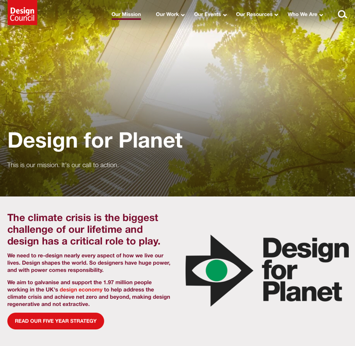 Design
Council
Our Mission
Our Work
Our Events
Our Resources
Who We Are
Design for Planet
This is our mission. It's our call to action.
The climate crisis is the biggest
challenge of our lifetime and
design has a critical role to play.
We need to re-design nearly every aspect of how we live our
lives. Design shapes the world. So designers have huge power,
and with power comes responsibility.
We aim to galvanise and support the 1.97 million people
working in the UK's design economy to help address the
climate crisis and achieve net zero and beyond, making design
regenerative and not extractive.
READ OUR FIVE YEAR STRATEGY
Design
for
Planet